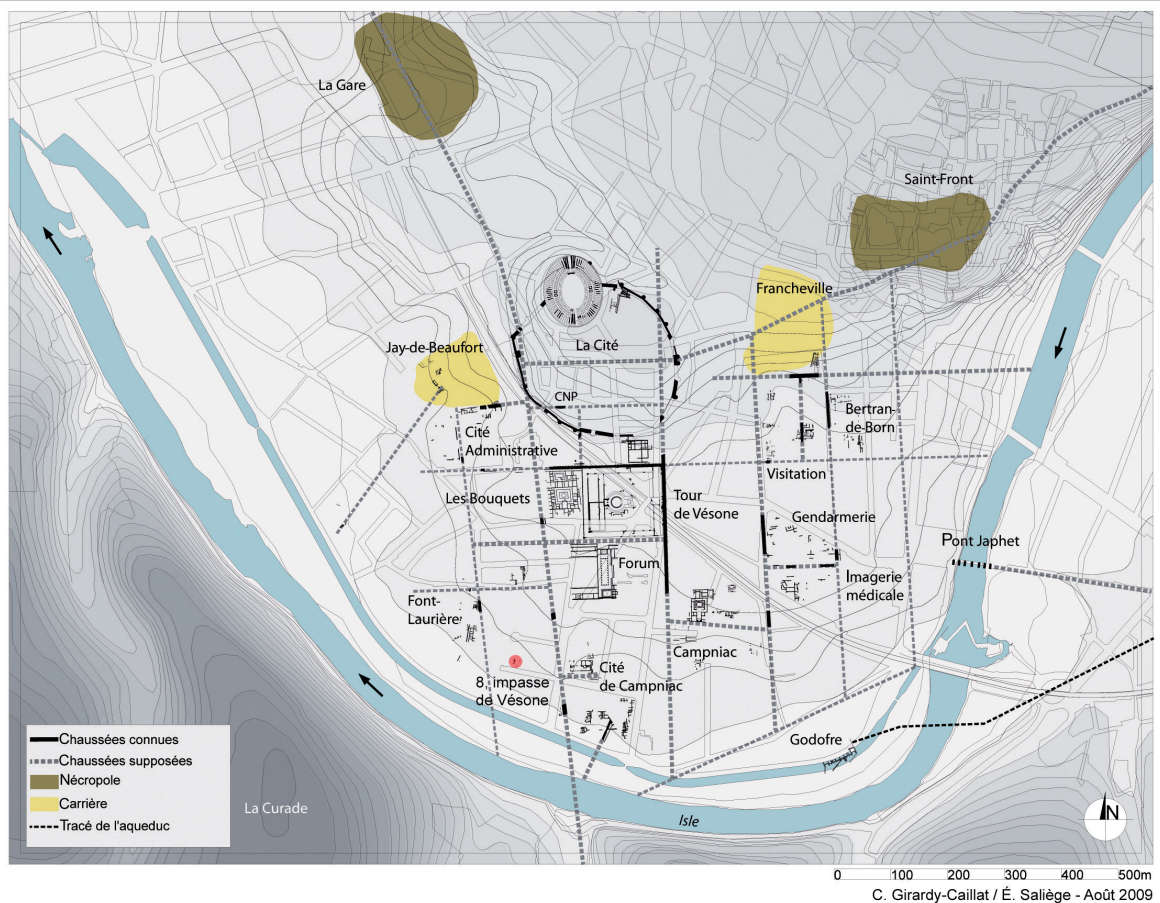 La Gare
Saint-Front
Francheville
Jay-de-Beaufort
La Cité
CNP
Cité
Administrative
Bertran-
de-Born
Visitation
Les Bouquets
Tour
de Vésone
Gendarmerie
Pont Japhet
Forum
Imagerie
médicale
Font-
Laurière
Campniac
8, impasse
de Vésone
Cité
de Campniac
Godofre
Chaussées connues
Chaussées supposées
Nécropole
Carrière
Tracé de l'aqueduc
La Curade
Isle
N
0 100 200 300 400 500m
C. Girardy-Caillat / É. Saliège - Août 2009